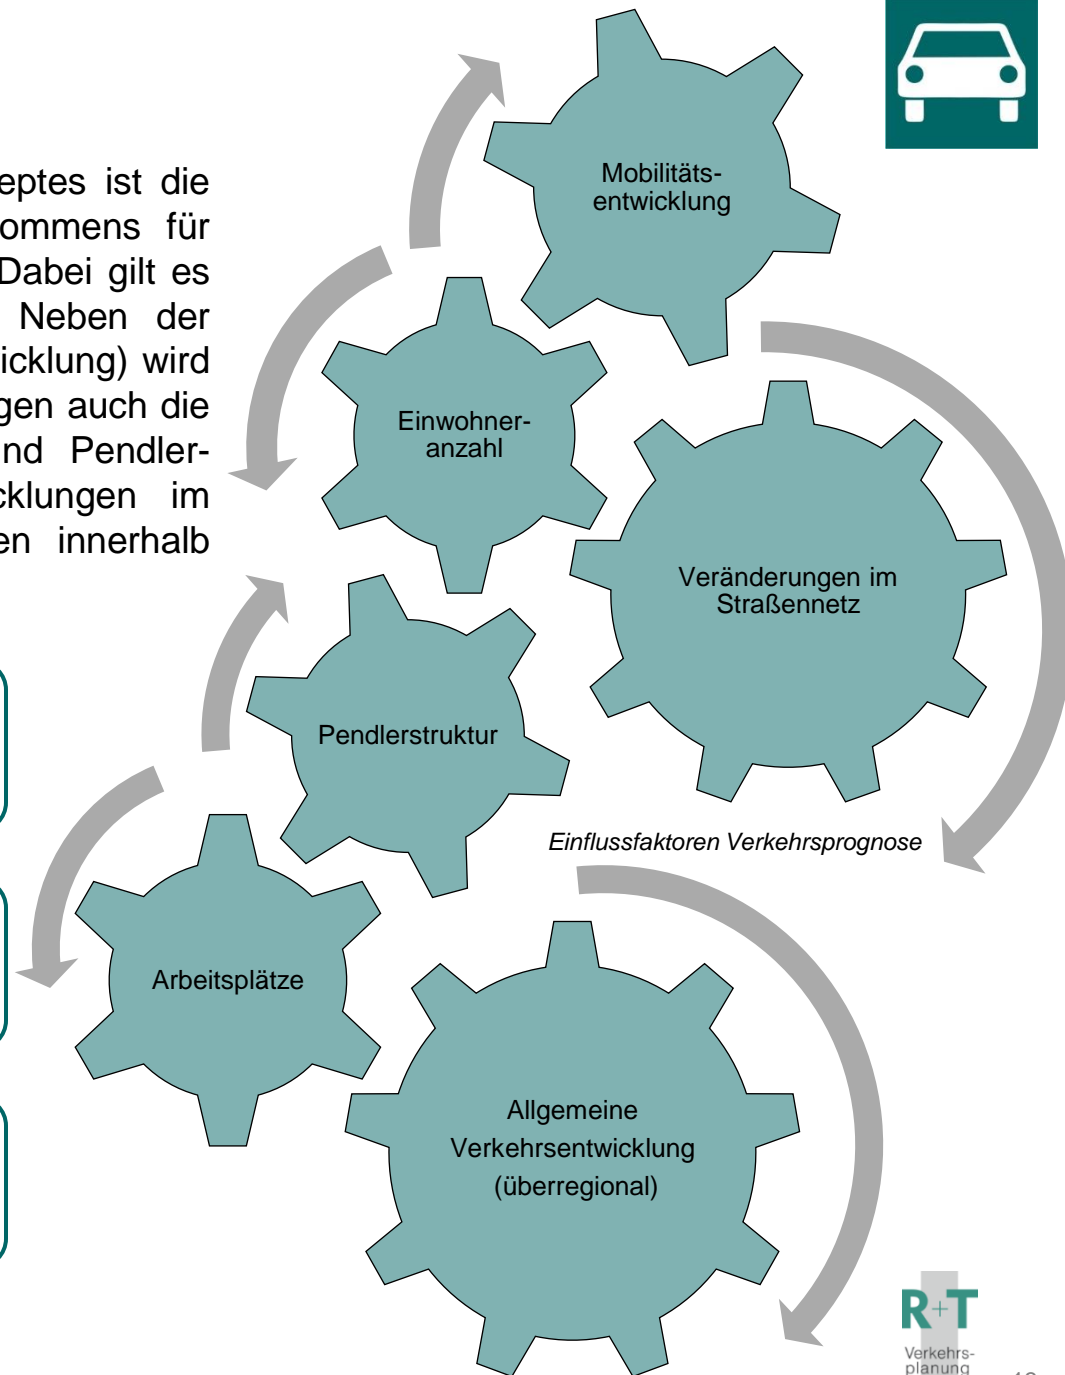 eptes ist die
ommens für
Dabei gilt es
Neben der
icklung) wird
gen auch die
nd Pendler-
cklungen im
en innerhalb
Mobilitäts-
entwicklung
Einwohner-
anzahl
Veränderungen im
Straßennetz
Pendlerstruktur
Einflussfaktoren Verkehrsprognose
Arbeitsplätze
Allgemeine
Verkehrsentwicklung
(überregional)
R+T
Verkehrs-
planung